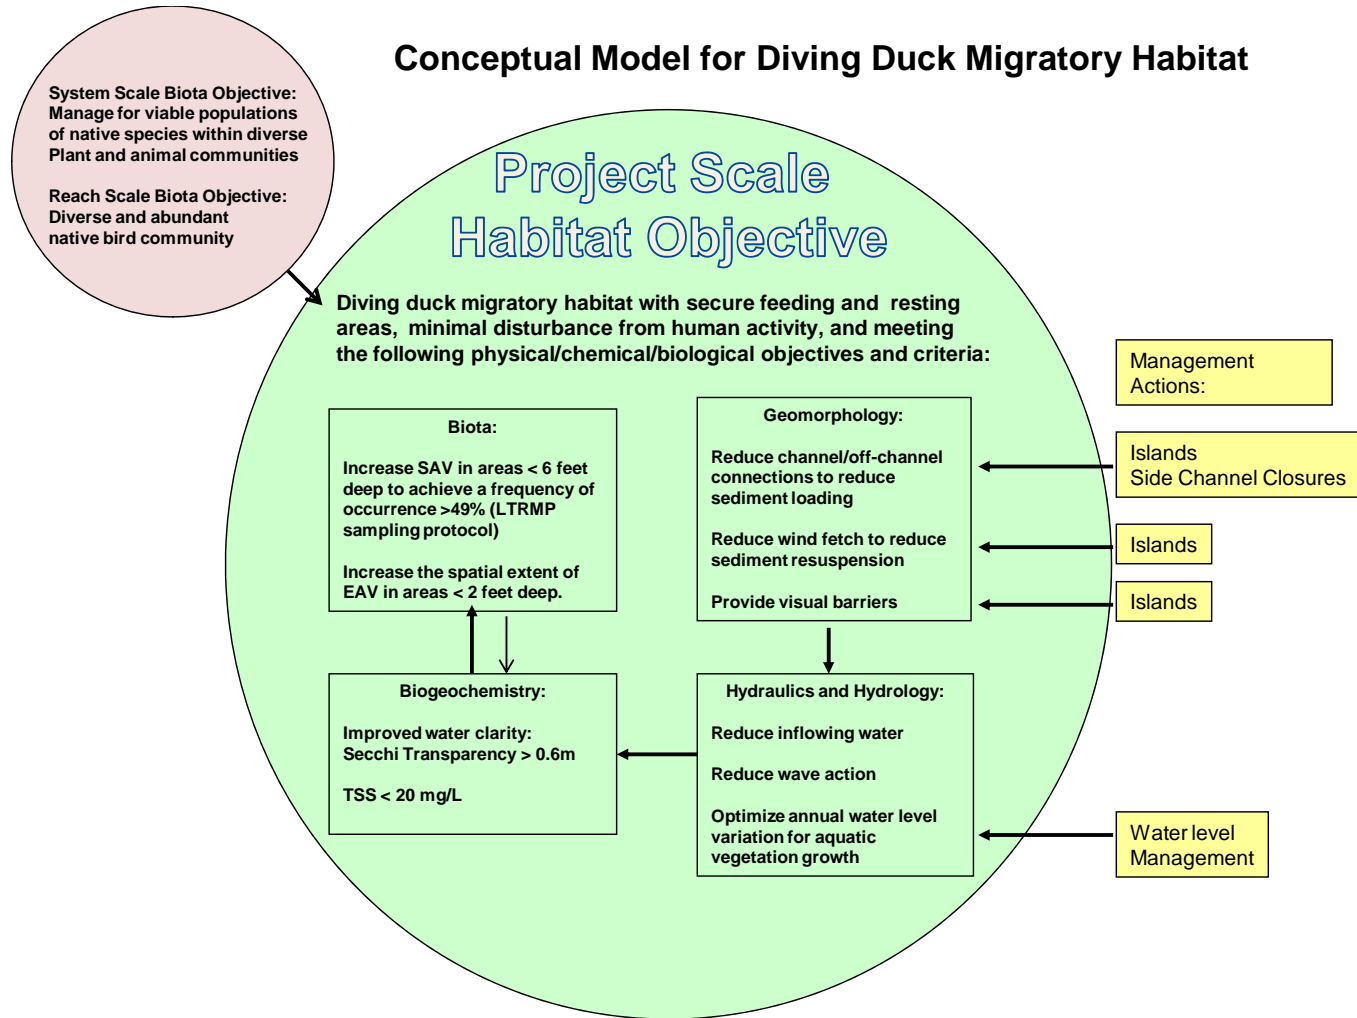 Conceptual Model for Diving Duck Migratory Habitat
System Scale Biota Objective:
Manage for viable populations
of native species within diverse
Plant and animal communities
Reach Scale Biota Objective:
Diverse and abundant
native bird community
Project Scale
Habitat Objective
Diving duck migratory habitat with secure feeding and resting
areas, minimal disturbance from human activity, and meeting
the following physical/chemical/biological objectives and criteria:
Biota:
Increase SAV in areas < 6 feet
deep to achieve a frequency of
occurrence >49% (LTRMP
sampling protocol)
Increase the spatial extent of
EAV in areas < 2 feet deep.
Geomorphology:
Reduce channel/off-channel
connections to reduce
sediment loading
Reduce wind fetch to reduce
sediment resuspension
Provide visual barriers
Management
Actions:
Islands
Side Channel Closures
Islands
Islands
Biogeochemistry:
Improved water clarity:
Secchi Transparency > 0.6m
TSS < 20 mg/L
Hydraulics and Hydrology:
Reduce inflowing water
Reduce wave action
Optimize annual water level
variation for aquatic
vegetation growth
Water level
Management